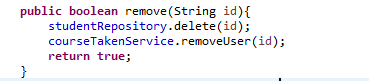 public boolean remove(String id){
studentRepository.delete(id);
courseTakenService.removeUser(id);
return true;
}